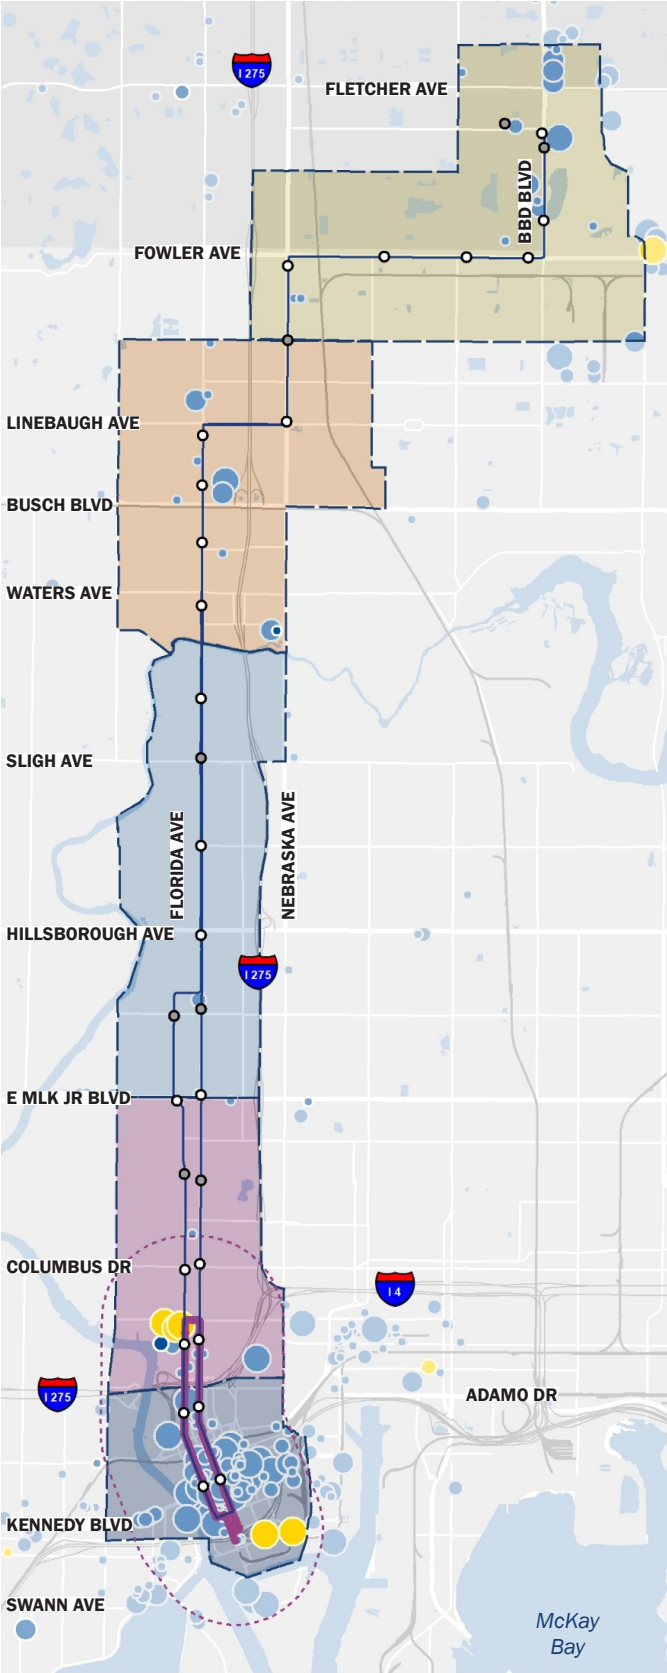 I 275
FLETCHER AVE
BBD BLVD
FOWLER AVE
LINEBAUGH AVE
BUSCH BLVD
WATERS AVE
SLIGH AVE
FLORIDA AVE
NEBRASKA AVE
HILLSBOROUGH AVE
I 275
E MLK JR BLVD
COLUMBUS DR
I 4
I 275
ADAMO DR
KENNEDY BLVD
SWANN AVE
McKay
Bay